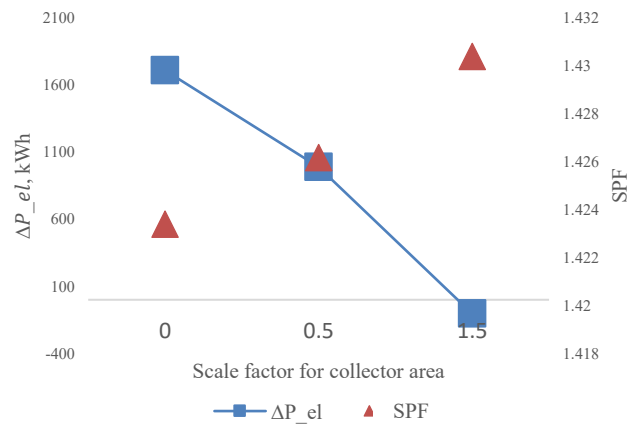 2100
1600
1100
600
100
-400
ΔP_el, kWh
1.432
1.43
1.428
1.426
1.424
1.422
1.42
1.418
SPF
0 0.5 1.5
Scale factor for collector area
ΔP_el SPF